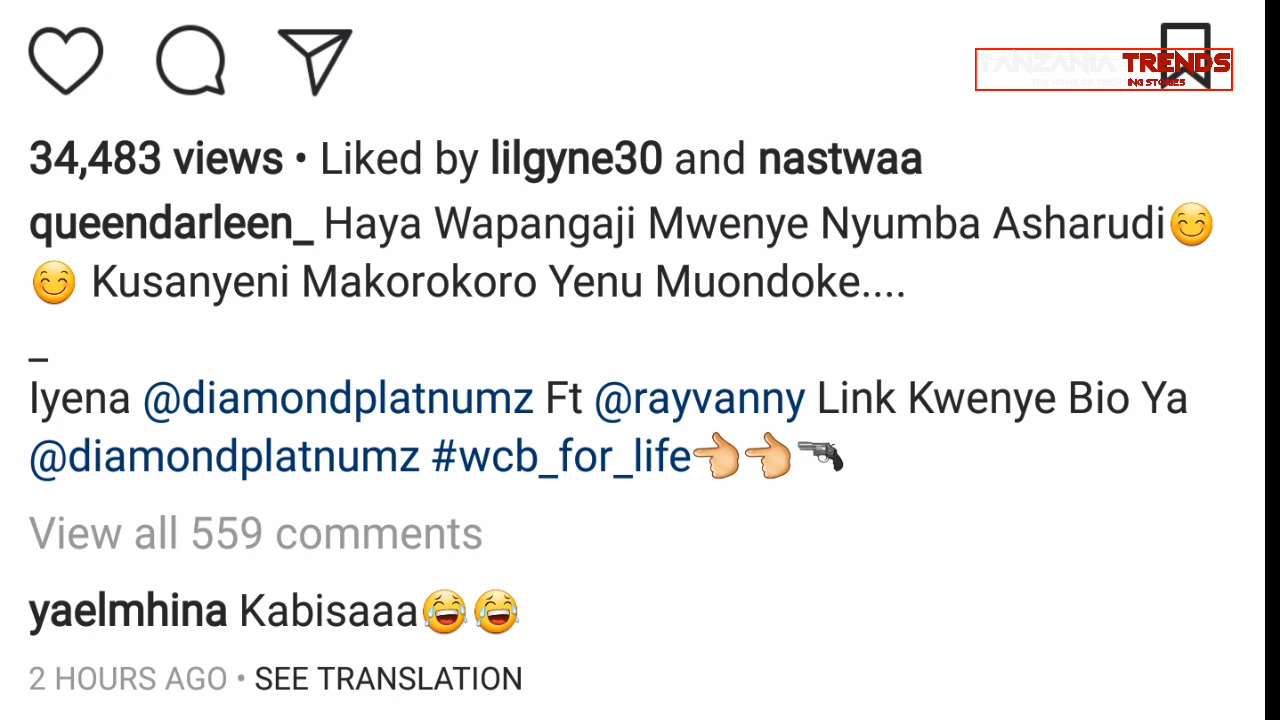 TANZANIA TRENDS
ING STORIES
34,483 views • Liked by lilgyne30 and nastwaa
queendarleen_ Haya Wapangaji Mwenye Nyumba Asharudi😊
😊 Kusanyeni Makorokoro Yenu Muondoke....
_
Iyena @diamondplatnumz Ft @rayvanny Link Kwenye Bio Ya
@diamondplatnumz #wcb_for_life👈👈🔫
View all 559 comments
yaelmhina Kabisaaa😂😂
2 HOURS AGO • SEE TRANSLATION